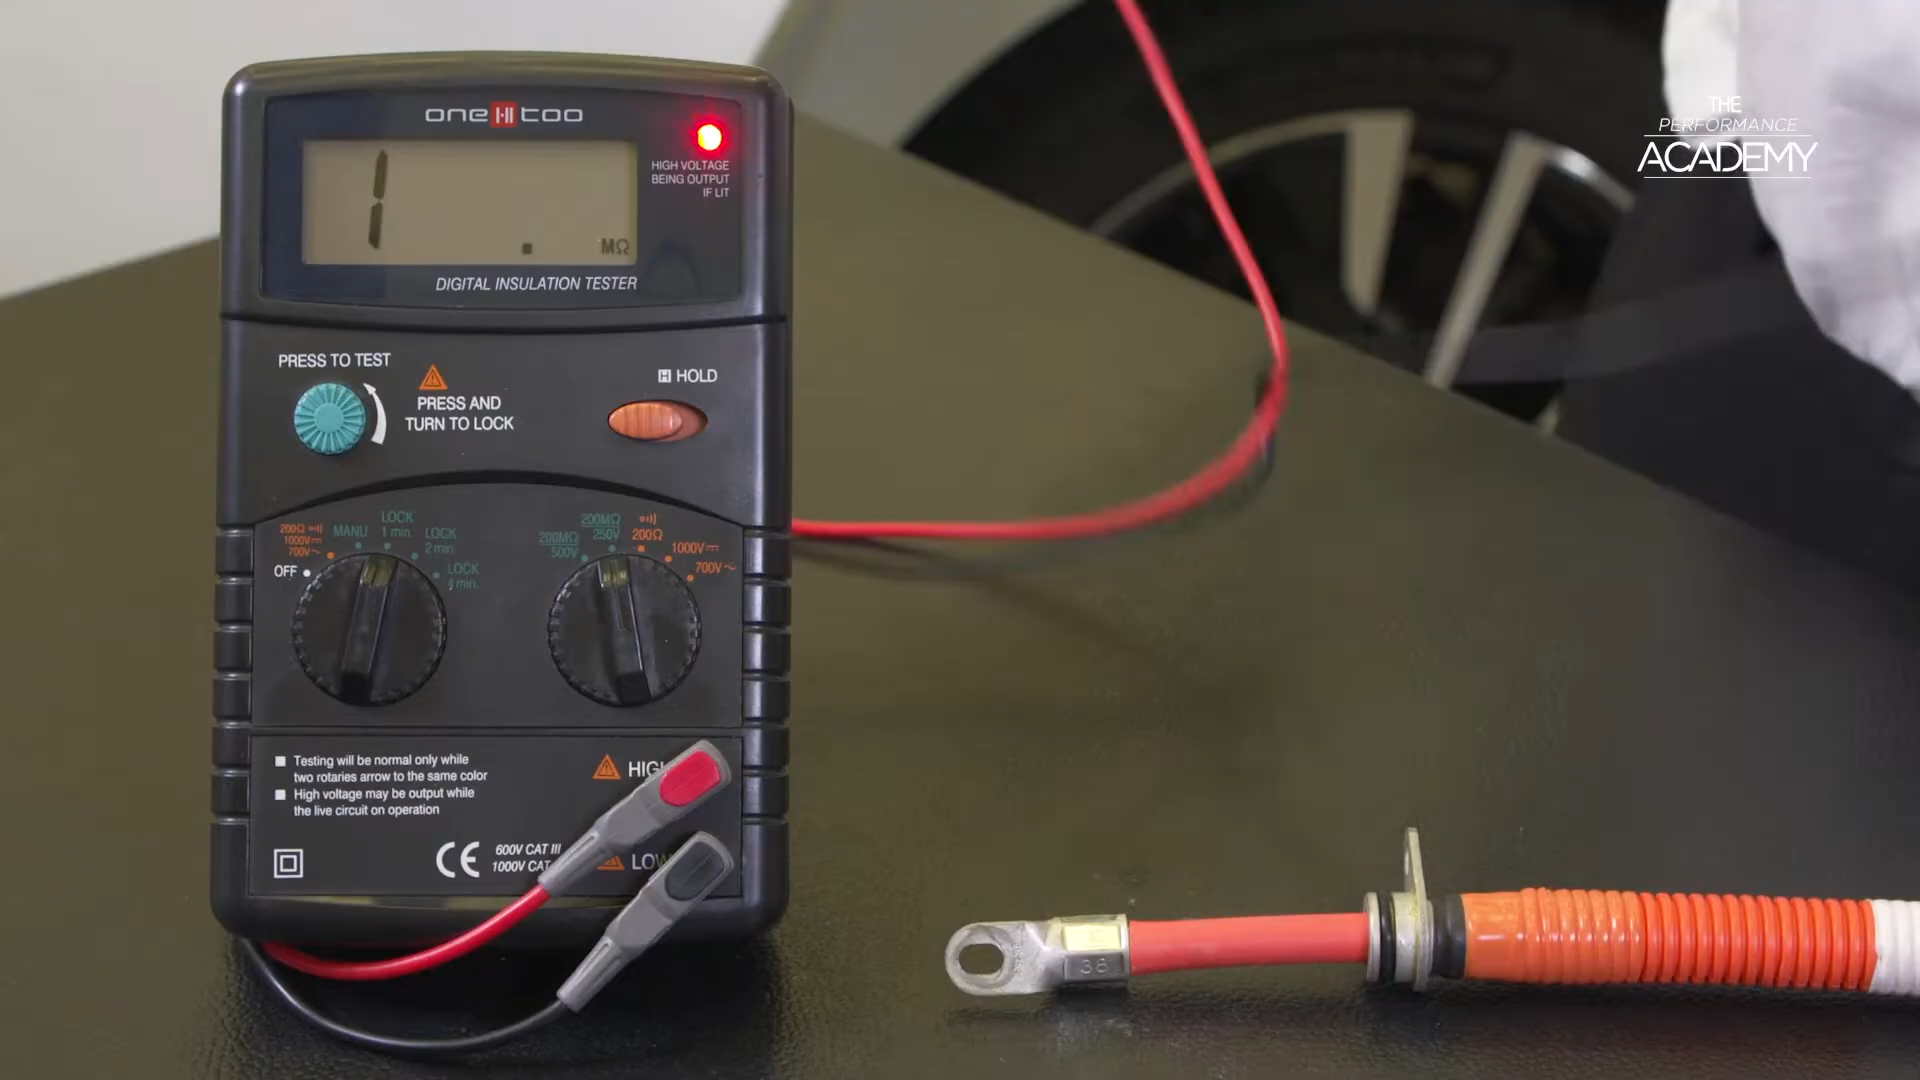 one H too
HIGH VOLTAGE
BEING OUTPUT
IF LIT
1 .
MΩ
DIGITAL INSULATION TESTER
PRESS TO TEST
PRESS AND
TURN TO LOCK
H HOLD
200Ω
1000V
700V
OFF
MANU
LOCK
1 min.
LOCK
2 min.
LOCK
min.
200MΩ
500V
200MΩ
250V
200Ω
1000V
700V
Testing will be normal only while
two rotaries arrow to the same color
High voltage may be output while
the live circuit on operation
CE
600V CAT III
1000V CAT
HIGH
LOW
38
THE
PERFORMANCE
ACADEMY